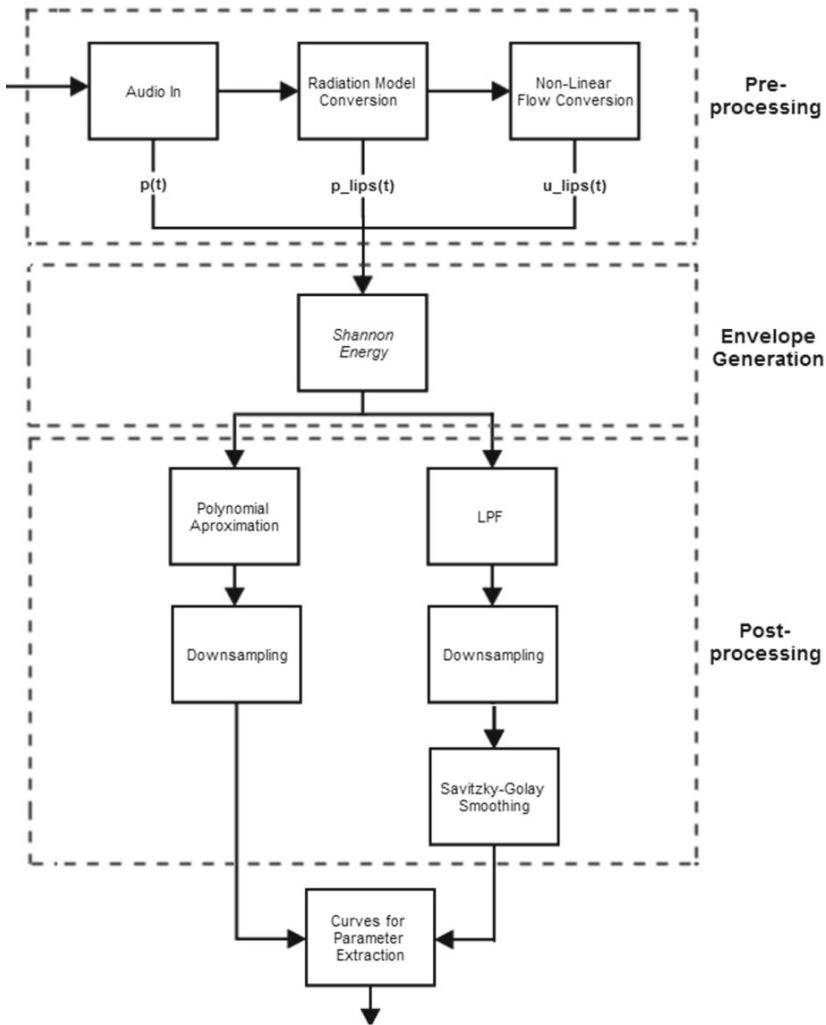 Audio In
Radiation Model
Conversion
Non-Linear
Flow Conversion
Pre-
processing
p(t)
p_lips(t)
u_lips(t)
Shannon
Energy
Envelope
Generation
Polynomial
Aproximation
LPF
Downsampling
Downsampling
Post-
processing
Savitzky-Golay
Smoothing
Curves for
Parameter
Extraction